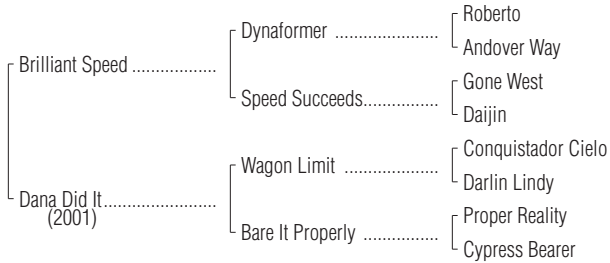 Roberto
Dynaformer ..................
Andover Way
Brilliant Speed ..................
Gone West
Speed Succeeds................
Daijin
Conquistador Cielo
Wagon Limit ...................
Darlin Lindy
Dana Did It........................
(2001)
Proper Reality
Bare It Properly ................
Cypress Bearer